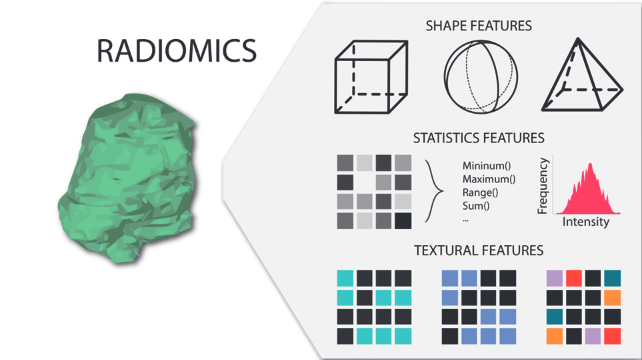 RADIOMICS
SHAPE FEATURES
STATISTICS FEATURES
Mininum()
Maximum()
Range()
Sum()
...
Frequency
Intensity
TEXTURAL FEATURES